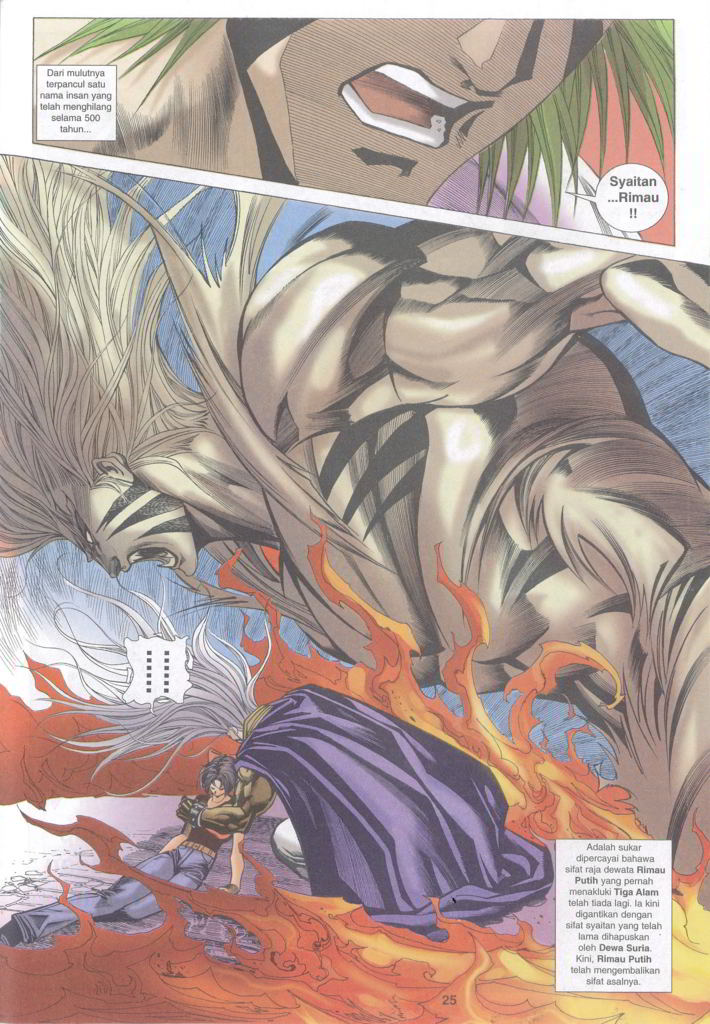 Dari mulutnya
terpancul satu
nama insan yang
telah menghilang
selama 500
tahun...
Syaitan
...Rimau
!!
Adalah sukar
dipercayai bahawa
sifat raja dewata Rimau
Putih yang pernah
menakluki Tiga Alam
telah tiada lagi. Ia kini
digantikan dengan
sifat syaitan yang telah
lama dihapuskan
oleh Dewa Suria.
Kini, Rimau Putih
telah mengembalikan
sifat asalnya.
25